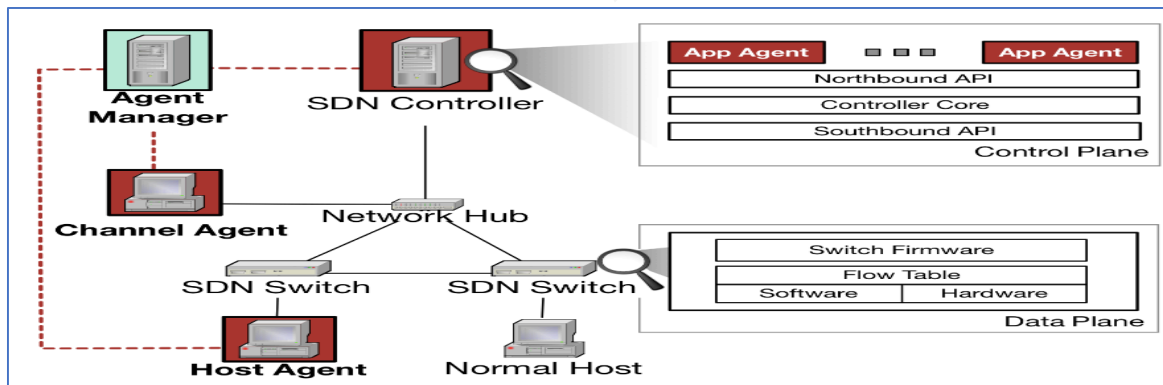 Agent
Manager
SDN Controller
App Agent
App Agent
Northbound API
Controller Core
Southbound API
Control Plane
Channel Agent
Network Hub
SDN Switch
SDN Switch
Host Agent
Normal Host
Switch Firmware
Flow Table
Software
Hardware
Data Plane